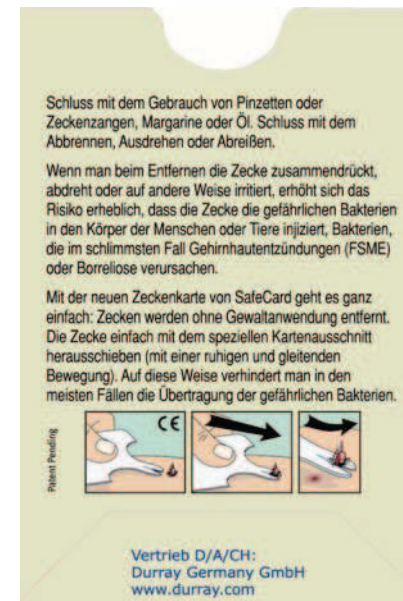 Schluss mit dem Gebrauch von Pinzetten oder
Zeckenzangen, Margarine oder Öl. Schluss mit dem
Abbrennen, Ausdrehen oder Abreißen.
Wenn man beim Entfernen die Zecke zusammendrückt,
abdreht oder auf andere Weise irritiert, erhöht sich das
Risiko erheblich, dass die Zecke die gefährlichen Bakterien
in den Körper der Menschen oder Tiere injiziert, Bakterien,
die im schlimmsten Fall Gehirnhautentzündungen (FSME)
oder Borreliose verursachen.
Mit der neuen Zeckenkarte von SafeCard geht es ganz
einfach: Zecken werden ohne Gewaltanwendung entfernt.
Die Zecke einfach mit dem speziellen Kartenausschnitt
herausschieben (mit einer ruhigen und gleitenden
Bewegung). Auf diese Weise verhindert man in den
meisten Fällen die Übertragung der gefährlichen Bakterien.
Patent Pending
CE
Vertrieb D/A/CH:
Durray Germany GmbH
www.durray.com